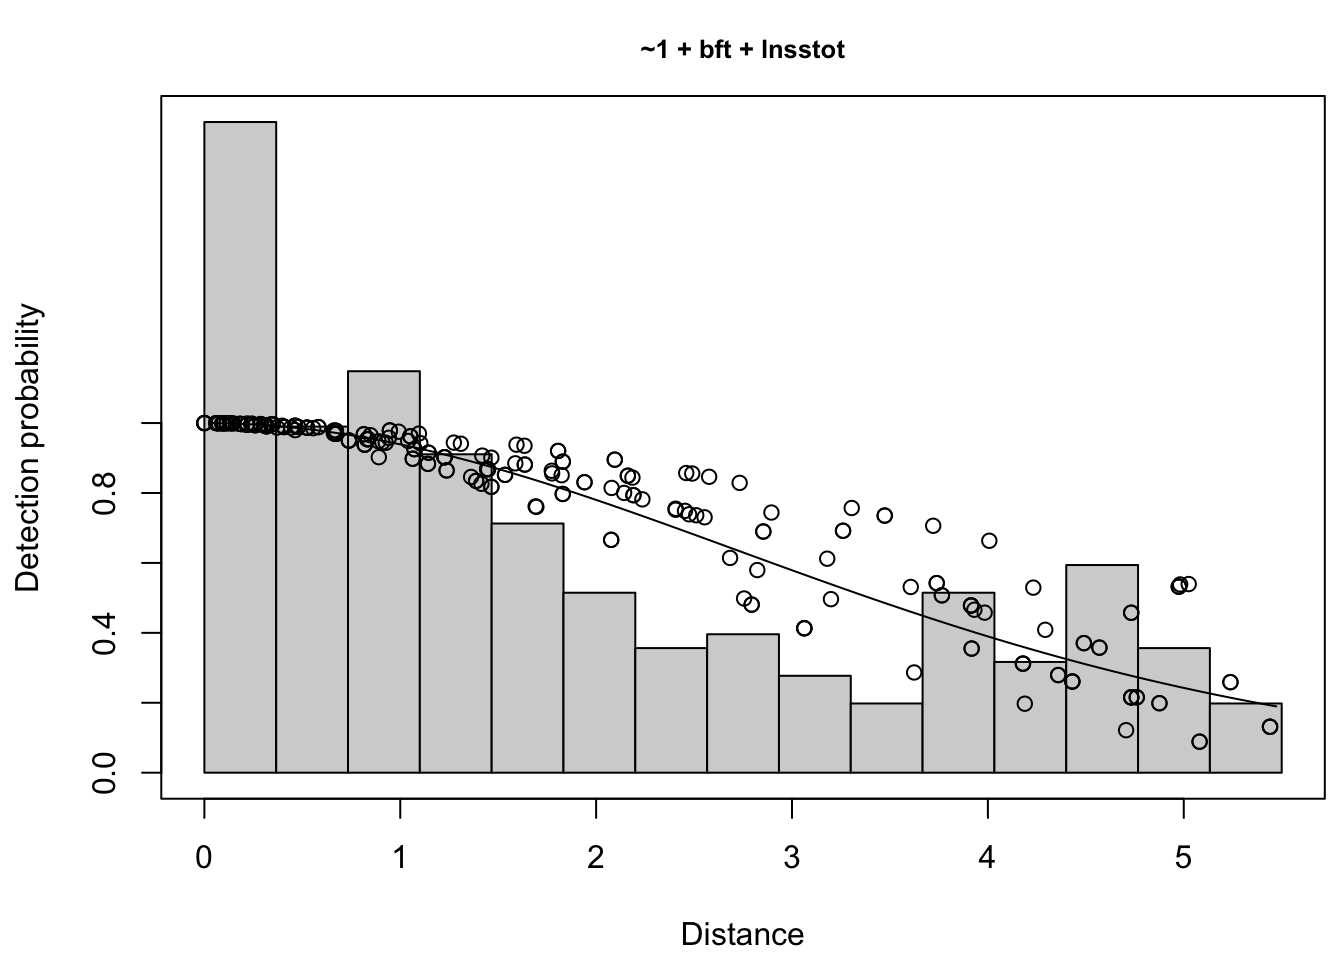 ~1 + bft + lnsstot
Detection probability
0.8
0.4
0.0
0 1 2 3 4 5
Distance